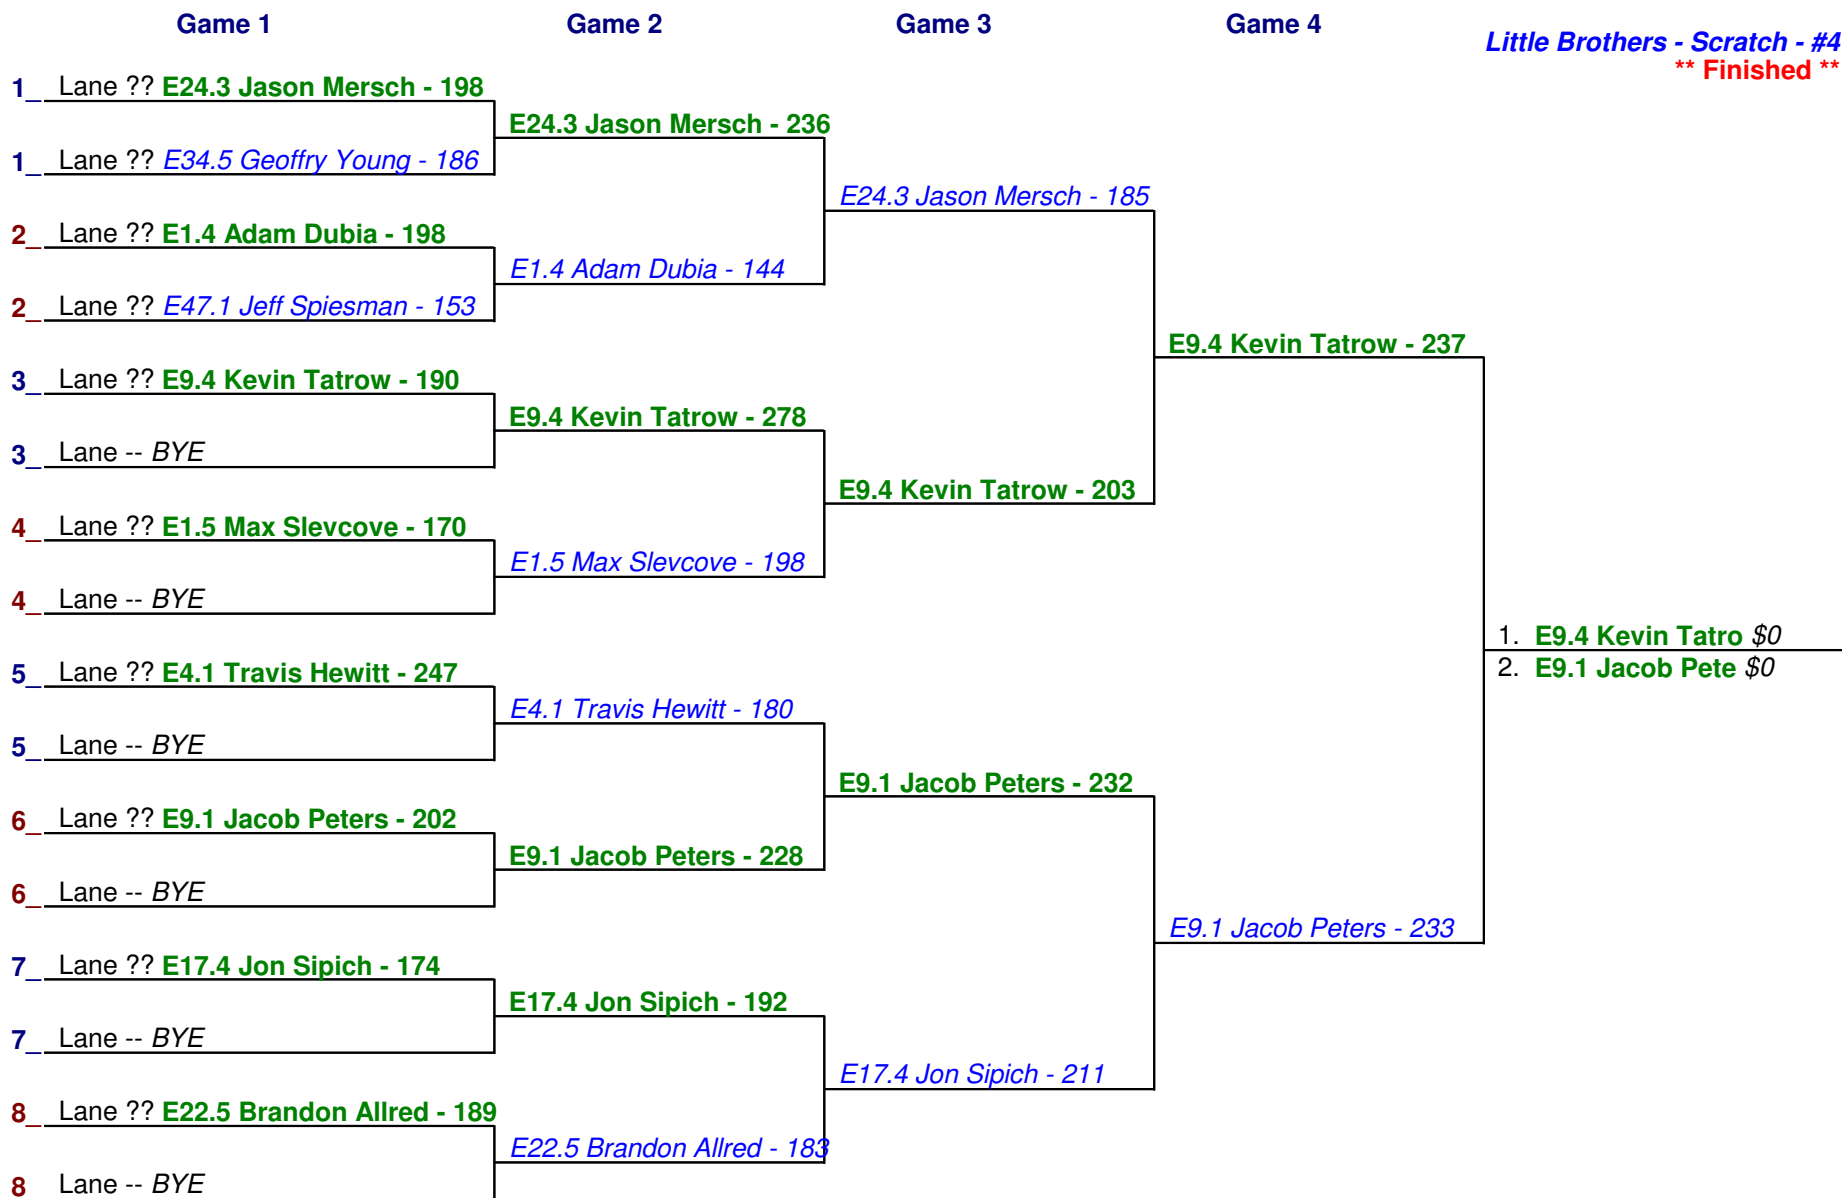 Game 1 Game 2 Game 3 Game 4
Little Brothers - Scratch - #4
** Finished **
1_ Lane ?? E24.3 Jason Mersch - 198
E24.3 Jason Mersch - 236
1_ Lane ?? E34.5 Geoffry Young - 186
E24.3 Jason Mersch - 185
2_ Lane ?? E1.4 Adam Dubia - 198
E1.4 Adam Dubia - 144
2_ Lane ?? E47.1 Jeff Spiesman - 153
E9.4 Kevin Tatrow - 237
3_ Lane ?? E9.4 Kevin Tatrow - 190
E9.4 Kevin Tatrow - 278
3_ Lane -- BYE
E9.4 Kevin Tatrow - 203
4_ Lane ?? E1.5 Max Slevcove - 170
E1.5 Max Slevcove - 198
4_ Lane -- BYE
1. E9.4 Kevin Tatro $0
2. E9.1 Jacob Pete $0
5_ Lane ?? E4.1 Travis Hewitt - 247
E4.1 Travis Hewitt - 180
5_ Lane -- BYE
E9.1 Jacob Peters - 232
6_ Lane ?? E9.1 Jacob Peters - 202
E9.1 Jacob Peters - 228
6_ Lane -- BYE
E9.1 Jacob Peters - 233
7_ Lane ?? E17.4 Jon Sipich - 174
E17.4 Jon Sipich - 192
7_ Lane -- BYE
E17.4 Jon Sipich - 211
8_ Lane ?? E22.5 Brandon Allred - 189
E22.5 Brandon Allred - 183
8 Lane -- BYE